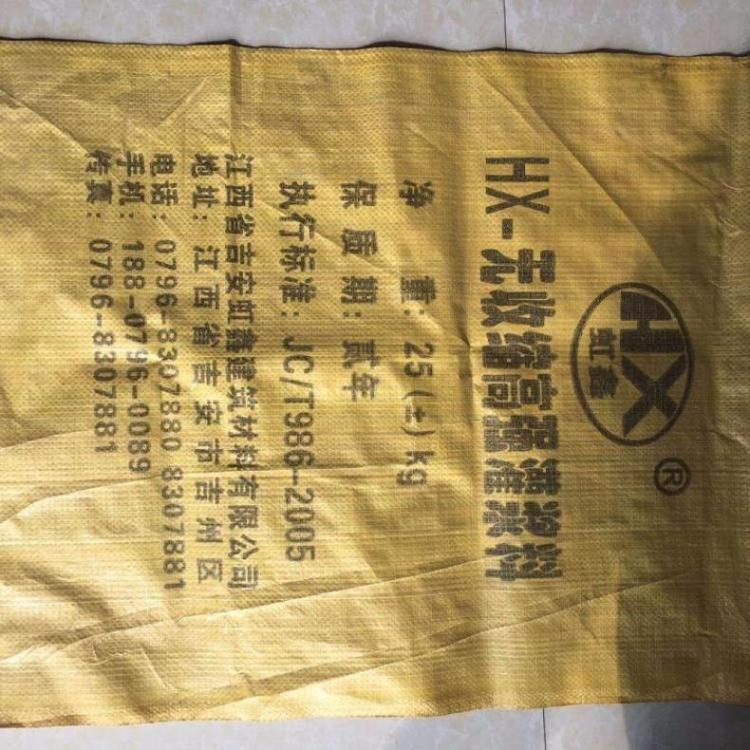 HX
虹鑫
®
HX-无收缩高强灌浆料
净 重：25(±)kg
保 质 期：贰年
执行标准：JC/T986-2005
江西省吉安虹鑫建筑材料有限公司
地址：江西省吉安市吉州区
电话：0796-8307880 8307881
手机：188-0796-0089
传真：0796-8307881